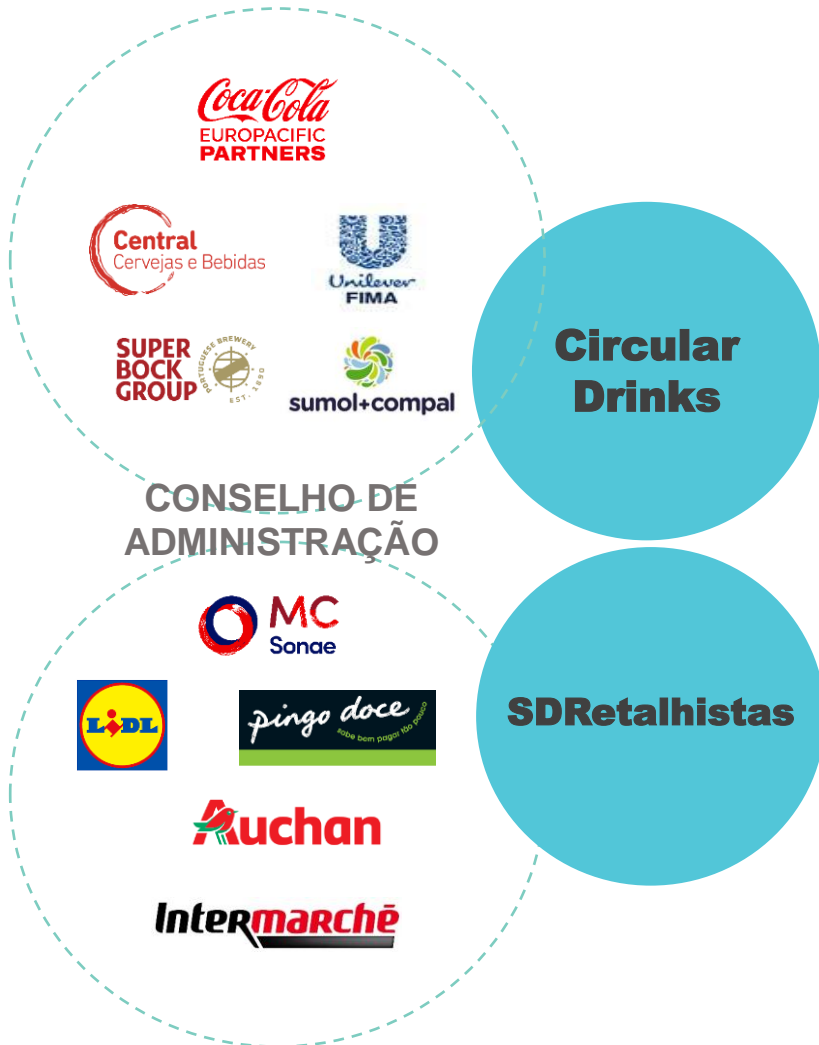 Coca-Cola
EUROPACIFIC
PARTNERS
Central
Cervejas e Bebidas
Unilever
FIMA
SUPER
BOCK
GROUP
PORTUGUESE BREWERY
EST. 1890
sumol+compal
Circular
Drinks
CONSELHO DE
ADMINISTRAÇÃO
MC
Sonae
LIDL
pingo doce
sabe bem pagar tão pouco
SDRetalhistas
Auchan
Intermarchē